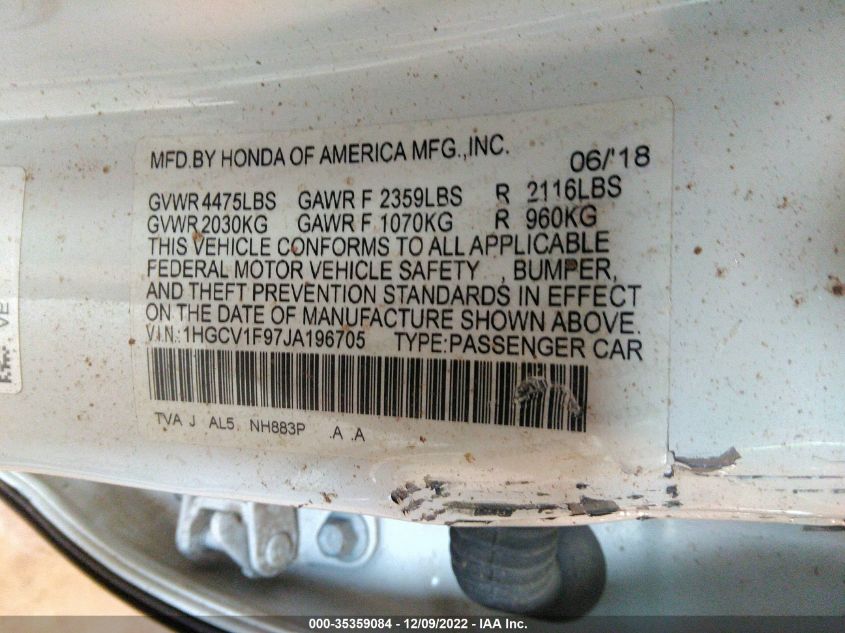 MFD.BY HONDA OF AMERICA MFG.,INC. 06/'18
GVWR 4475LBS GAWR F 2359LBS R 2116LBS
GVWR 2030KG GAWR F 1070KG R 960KG
THIS VEHICLE CONFORMS TO ALL APPLICABLE
FEDERAL MOTOR VEHICLE SAFETY , BUMPER,
AND THEFT PREVENTION STANDARDS IN EFFECT
ON THE DATE OF MANUFACTURE SHOWN ABOVE.
V.I.N.:1HGCV1F97JA196705 TYPE:PASSENGER CAR
TVA J AL5 NH883P .A .A
VE
000-35359084 - 12/09/2022 - IAA Inc.